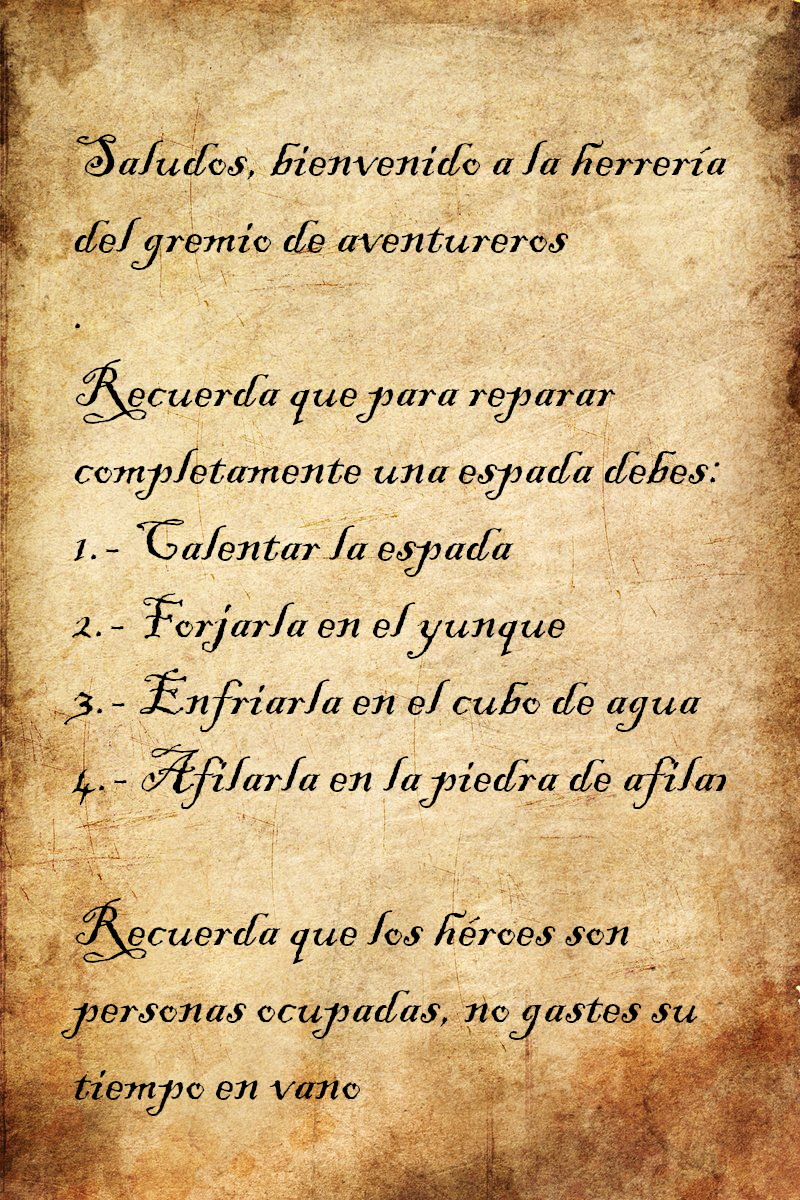 Saludos, bienvenido a la herrería
del gremio de aventureros
.
Recuerda que para reparar
completamente una espada debes:
1.- Calentar la espada
2.- Forjarla en el yunque
3.- Enfriarla en el cubo de agua
4.- Afilarla en la piedra de afilar
Recuerda que los héroes son
personas ocupadas, no gastes su
tiempo en vano